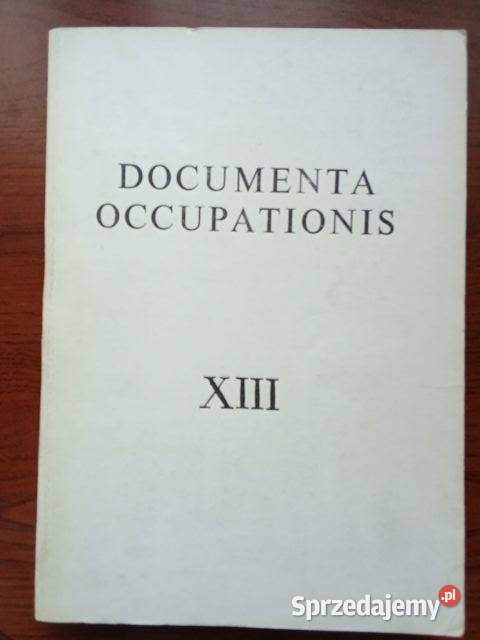 DOCUMENTA
OCCUPATIONIS
XIII
Sprzedajemy.pl